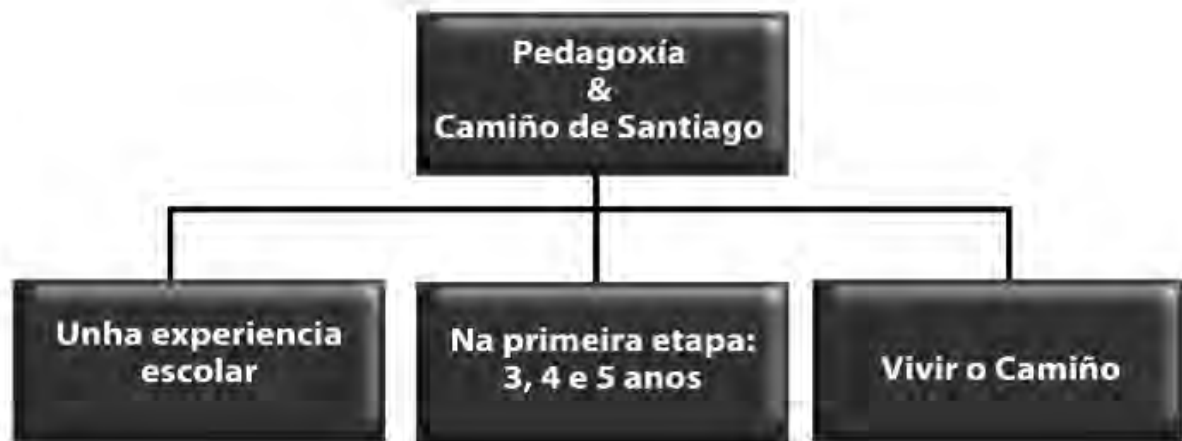 Pedagoxía
&
Camiño de Santiago
Unha experiencia
escolar
Na primeira etapa:
3, 4 e 5 anos
Vivir o Camiño